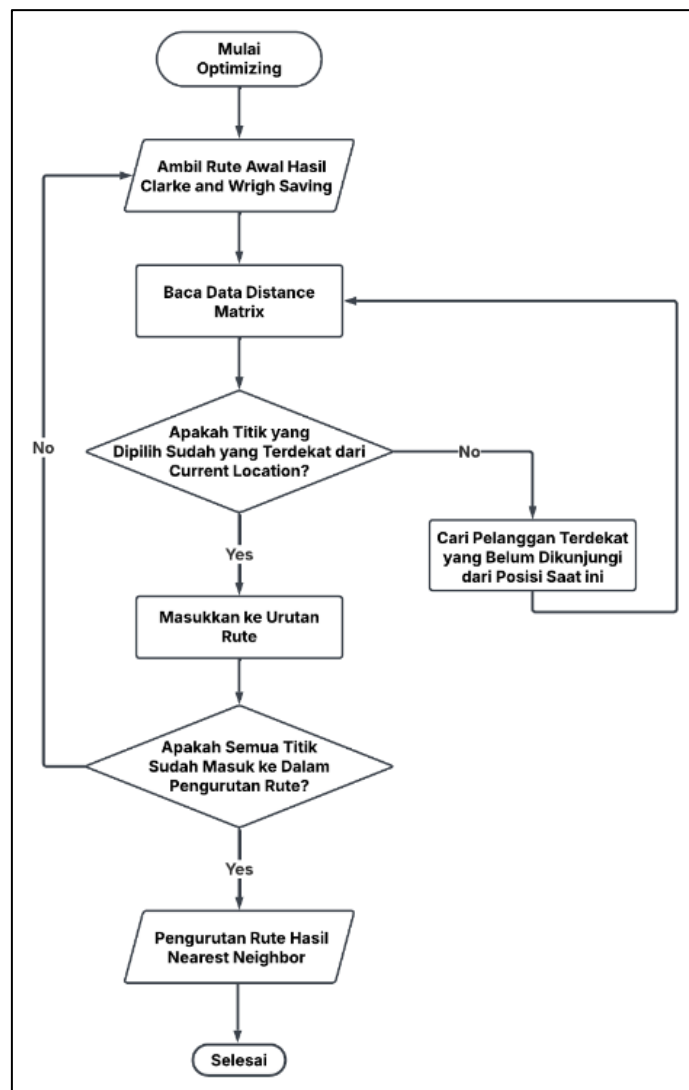 Mulai
Optimizing
Ambil Rute Awal Hasil
Clarke and Wrigh Saving
Baca Data Distance
Matrix
Apakah Titik yang
Dipilih Sudah yang Terdekat dari
Current Location?
No
No
Cari Pelanggan Terdekat
yang Belum Dikunjungi
dari Posisi Saat ini
Yes
Masukkan ke Urutan
Rute
Apakah Semua Titik
Sudah Masuk ke Dalam
Pengurutan Rute?
Yes
Pengurutan Rute Hasil
Nearest Neighbor
Selesai